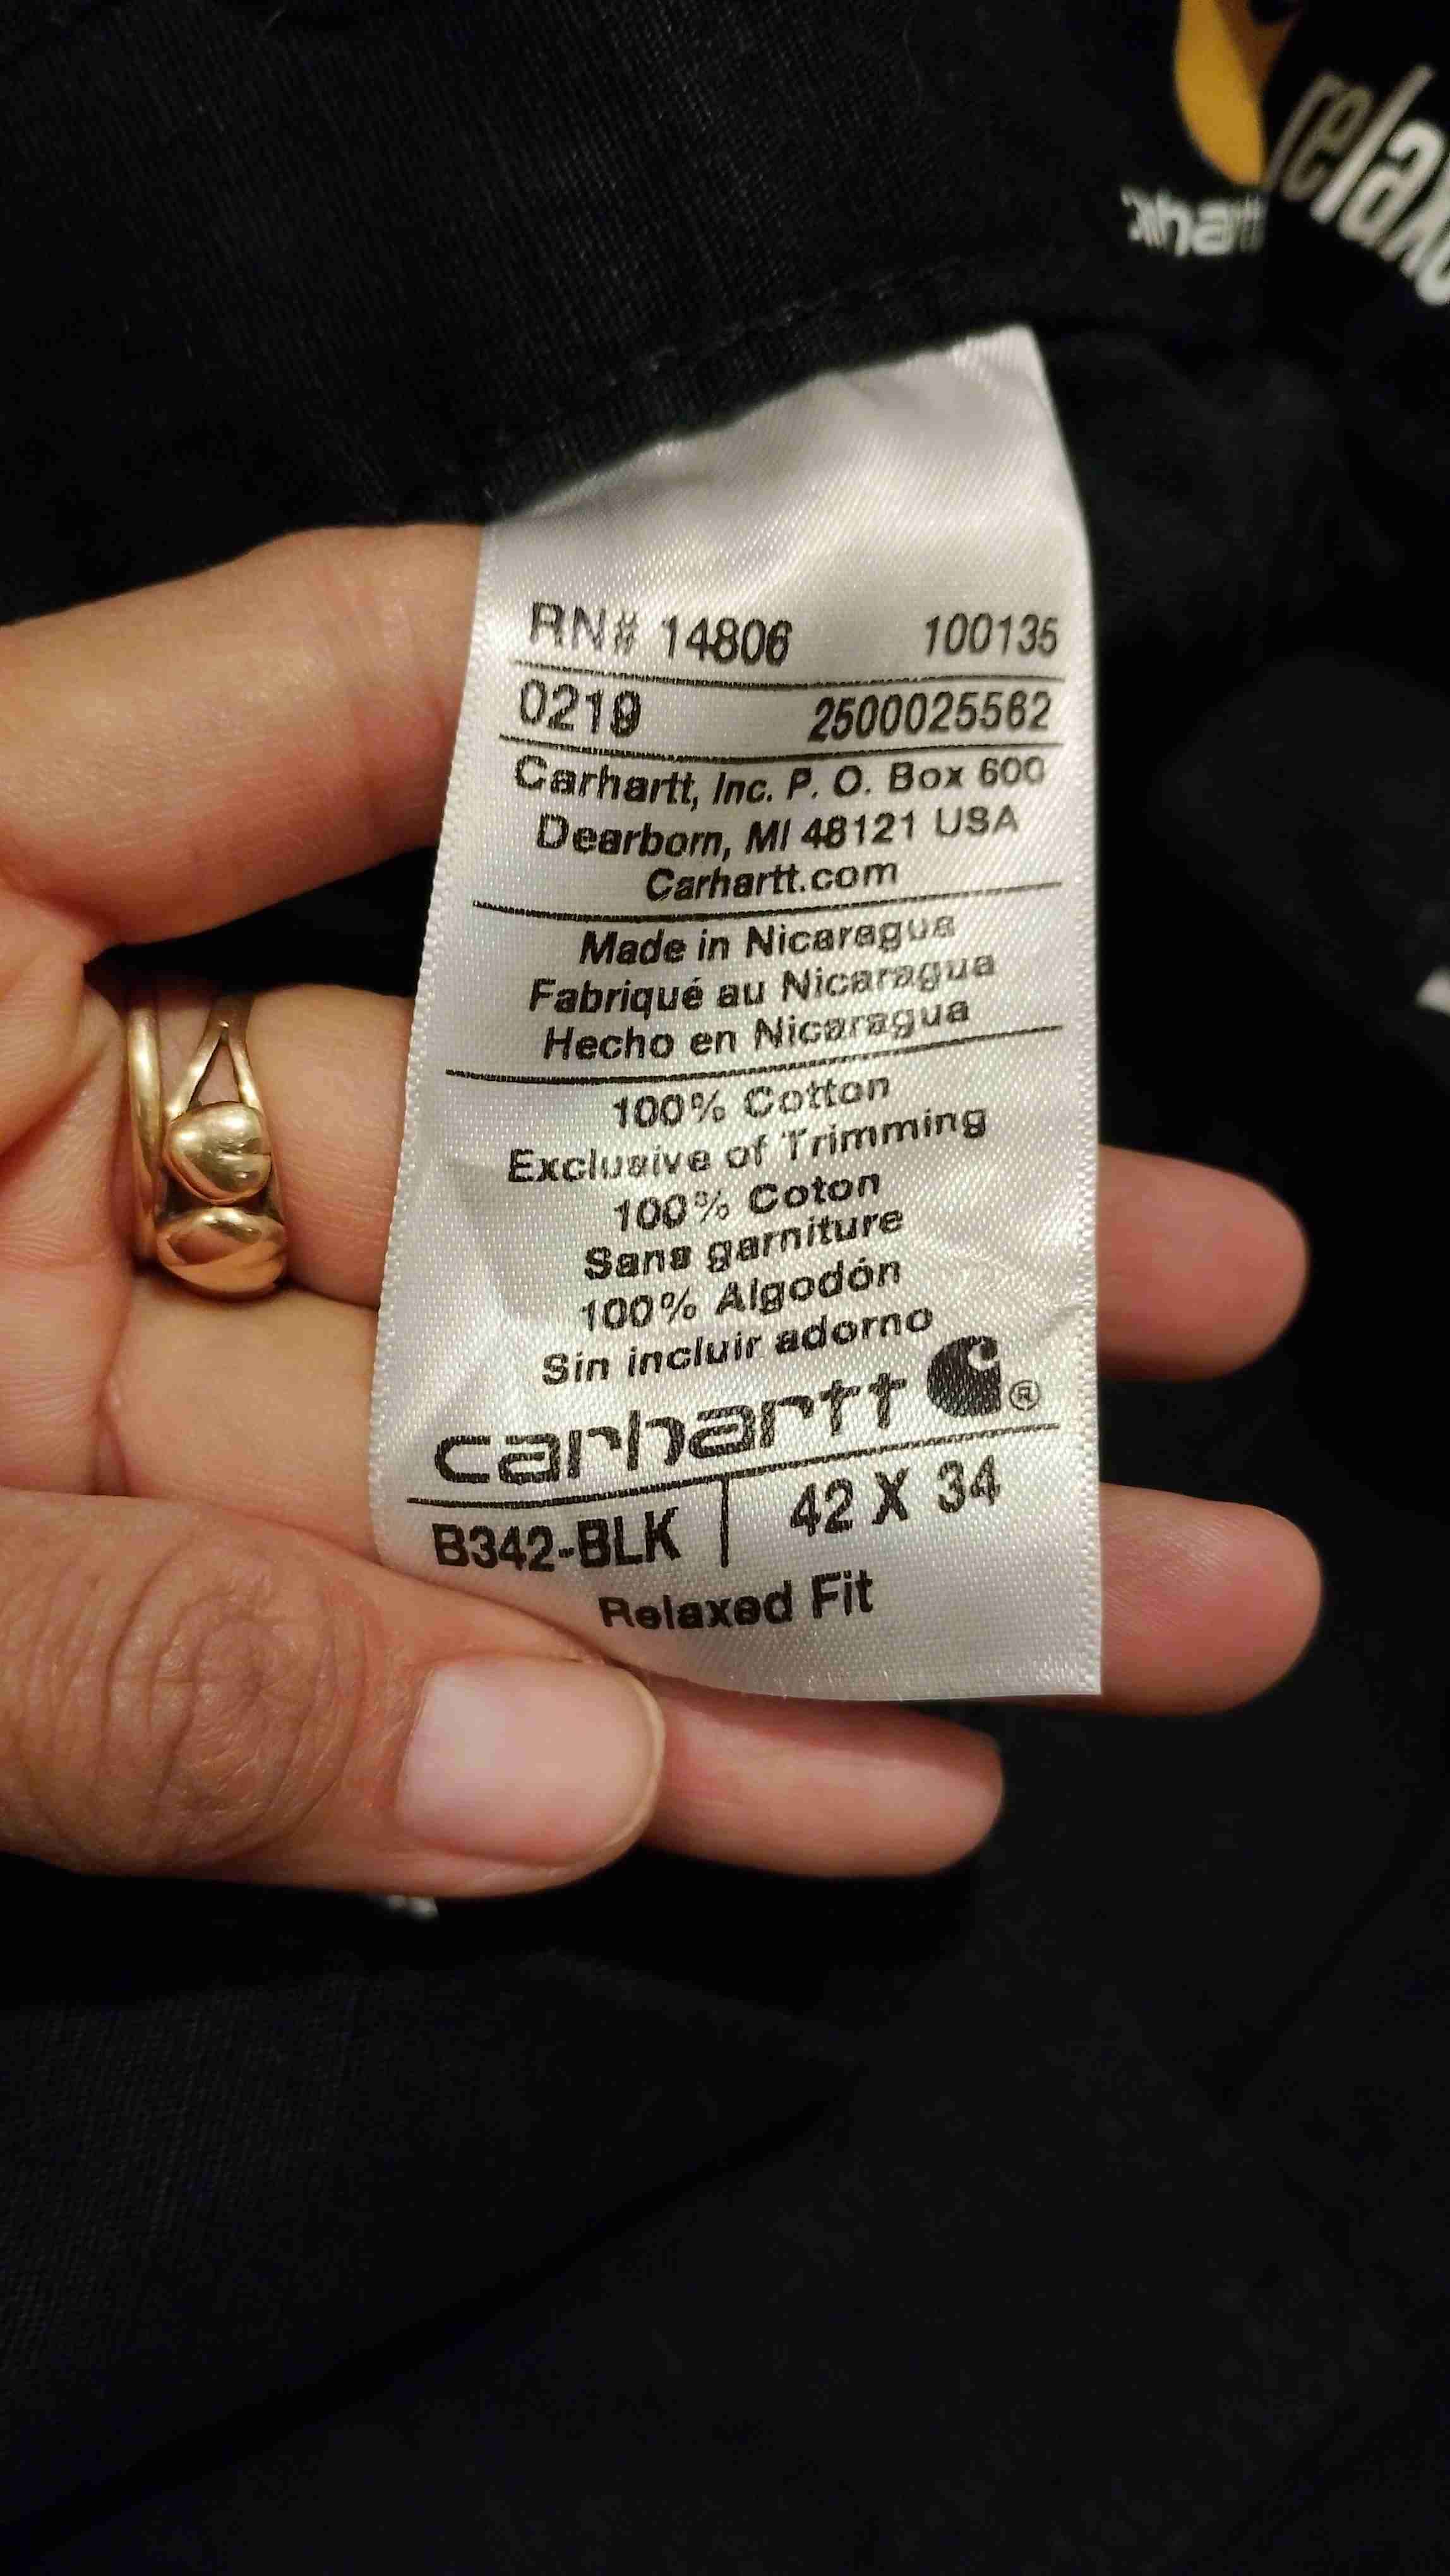 relax
carhartt
RN# 14806 100135
0219 2500025562
Carhartt, Inc. P. O. Box 600
Dearborn, MI 48121 USA
Carhartt.com
Made in Nicaragua
Fabriqué au Nicaragua
Hecho en Nicaragua
100% Cotton
Exclusive of Trimming
100% Coton
Sans garniture
100% Algodón
Sin incluir adorno
carhartt ®
B342-BLK 42 X 34
Relaxed Fit